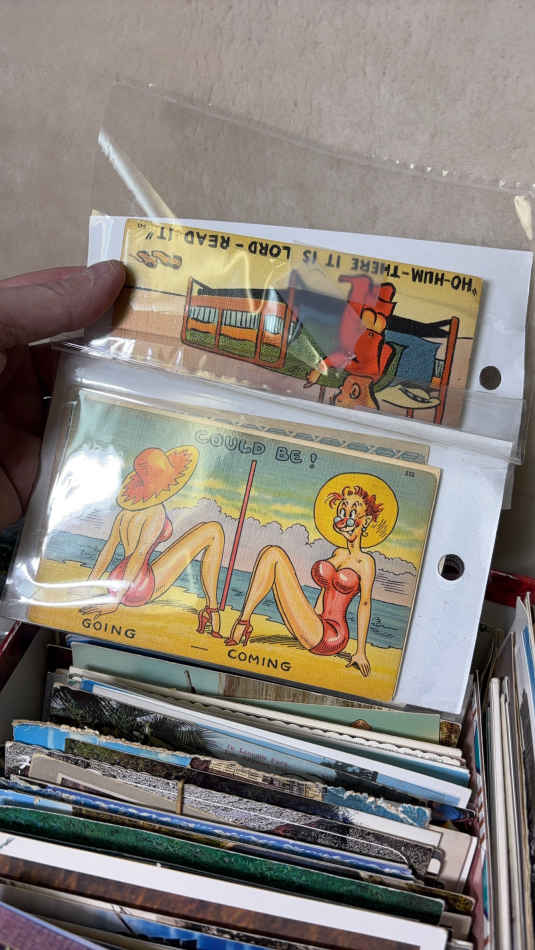 "HO-HUM-THERE IT IS LORD-READ IT"
COULD BE!
GOING — COMING